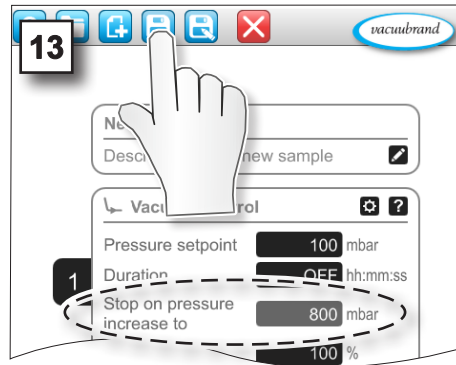 13
vacuubrand
Ne
Descr new sample
Vacu rol ?
Pressure setpoint 100 mbar
1
Duration OFF hh:mm:ss
Stop on pressure
increase to 800 mbar
100 %